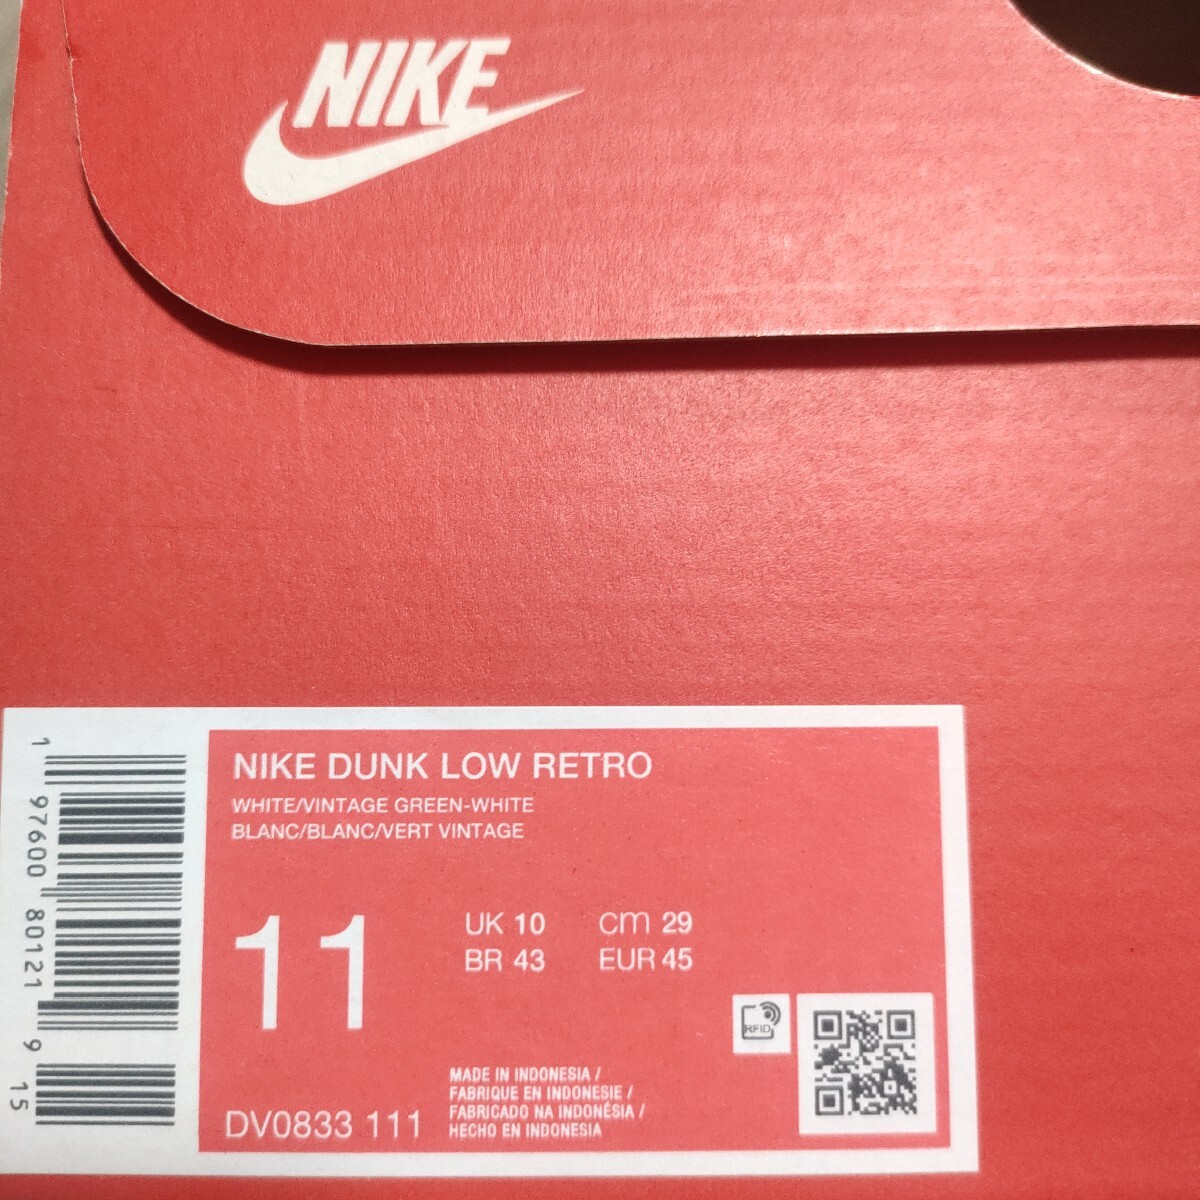 NIKE
NIKE DUNK LOW RETRO
WHITE/VINTAGE GREEN-WHITE
BLANC/BLANC/VERT VINTAGE
11
UK 10
cm 29
BR 43
EUR 45
RFID
MADE IN INDONESIA /
FABRIQUE EN INDONESIE /
FABRICADO NA INDONÉSIA /
HECHO EN INDONESIA
DV0833 111
1 97600 80121 9 15